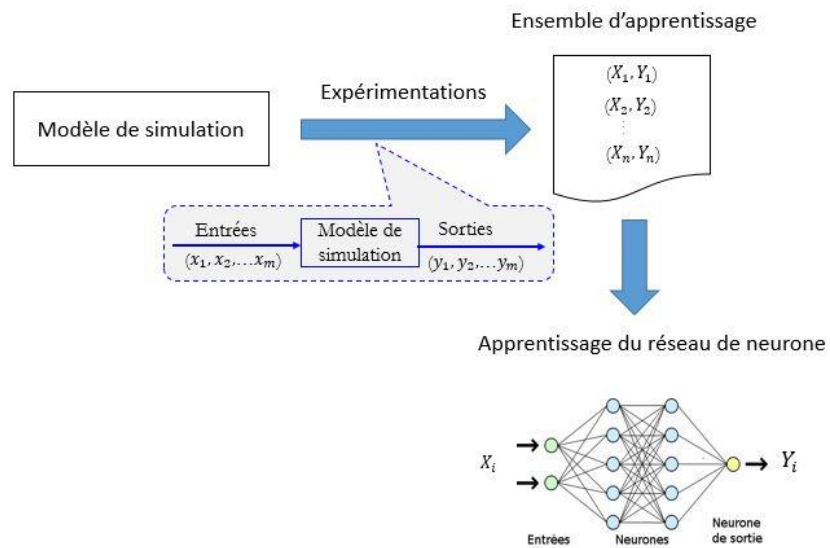 Ensemble d'apprentissage
Modèle de simulation
Expérimentations
(X₁, Y₁)
(X₂, Y₂)
⋮
(Xₙ, Yₙ)
Entrées
(x₁, x₂,…xₘ)
Modèle de
simulation
Sorties
(y₁, y₂,…yₘ)
Apprentissage du réseau de neurone
Xᵢ
Yᵢ
Entrées
Neurones
Neurone
de sortie